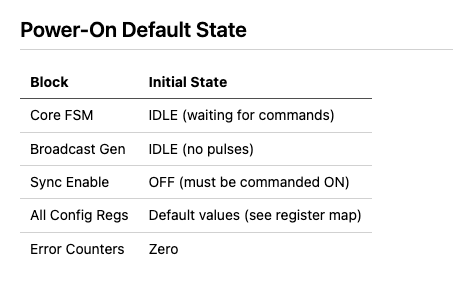 Power-On Default State
Block Initial State
Core FSM IDLE (waiting for commands)
Broadcast Gen IDLE (no pulses)
Sync Enable OFF (must be commanded ON)
All Config Regs Default values (see register map)
Error Counters Zero